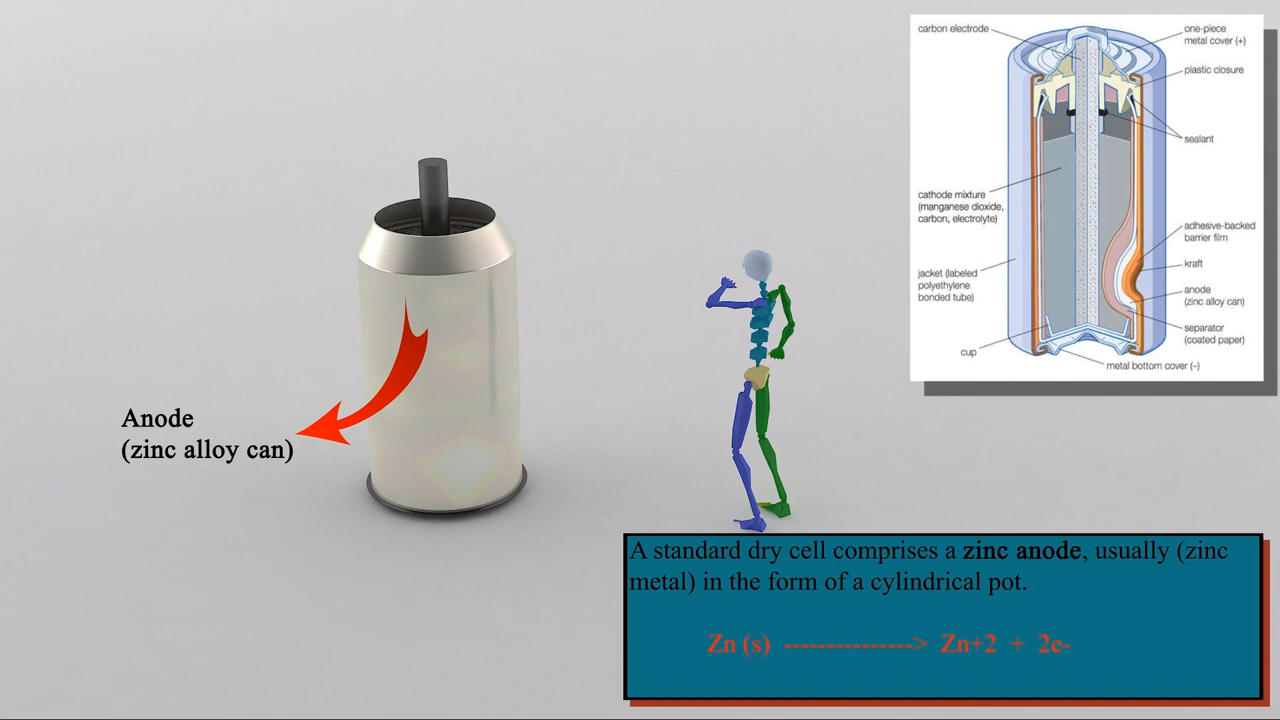 carbon electrode
one-piece
metal cover (+)
plastic closure
sealant
cathode mixture
(manganese dioxide,
carbon, electrolyte)
adhesive-backed
barrier film
kraft
jacket (labeled
polyethylene
bonded tube)
anode
(zinc alloy can)
separator
(coated paper)
cup
metal bottom cover (–)
Anode
(zinc alloy can)
A standard dry cell comprises a zinc anode, usually (zinc
metal) in the form of a cylindrical pot.
Zn (s) ---------------> Zn+2 + 2e-